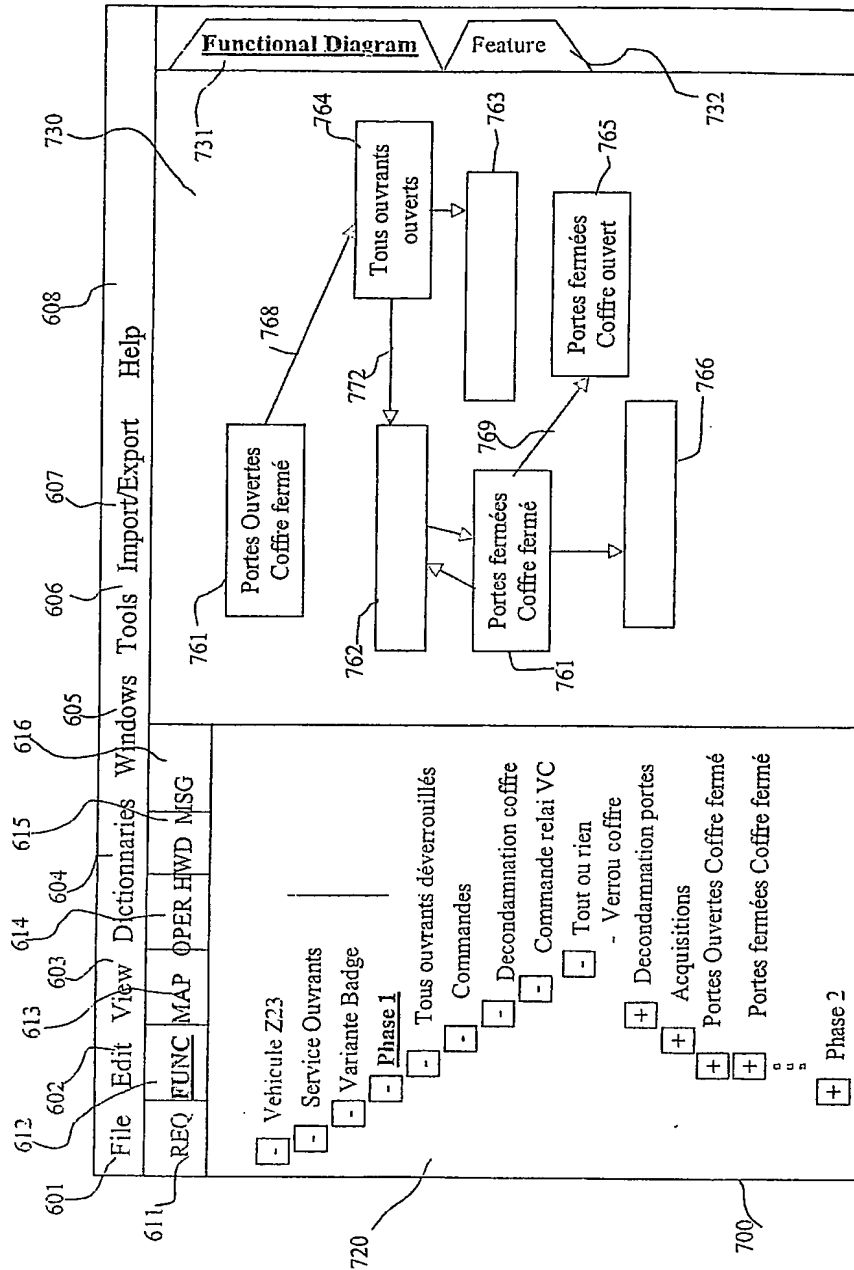 730
608
607
606
605
616
604
615
603
614
613
602
612
601
611
File Edit View Dictionnaries Windows Tools Import/Export Help
REQ FUNC MAP OPER HWD MSG
720
700
- Vehicule Z23
- Service Ouvrants
- Variante Badge
- Phase 1
- Tous ouvrants déverrouillés
- Commandes
- Decondamnation coffre
- Commande relai VC
- Tout ou rien
- Verrou coffre
+ Decondamnation portes
+ Acquisitions
+ Portes Ouvertes Coffre fermé
+ Portes fermées Coffre fermé
+ Phase 2
731
Functional Diagram
Feature
732
761
Portes Ouvertes
Coffre fermé
768
764
Tous ouvrants
ouverts
772
763
762
761
Portes fermées
Coffre fermé
769
765
Portes fermées
Coffre ouvert
766